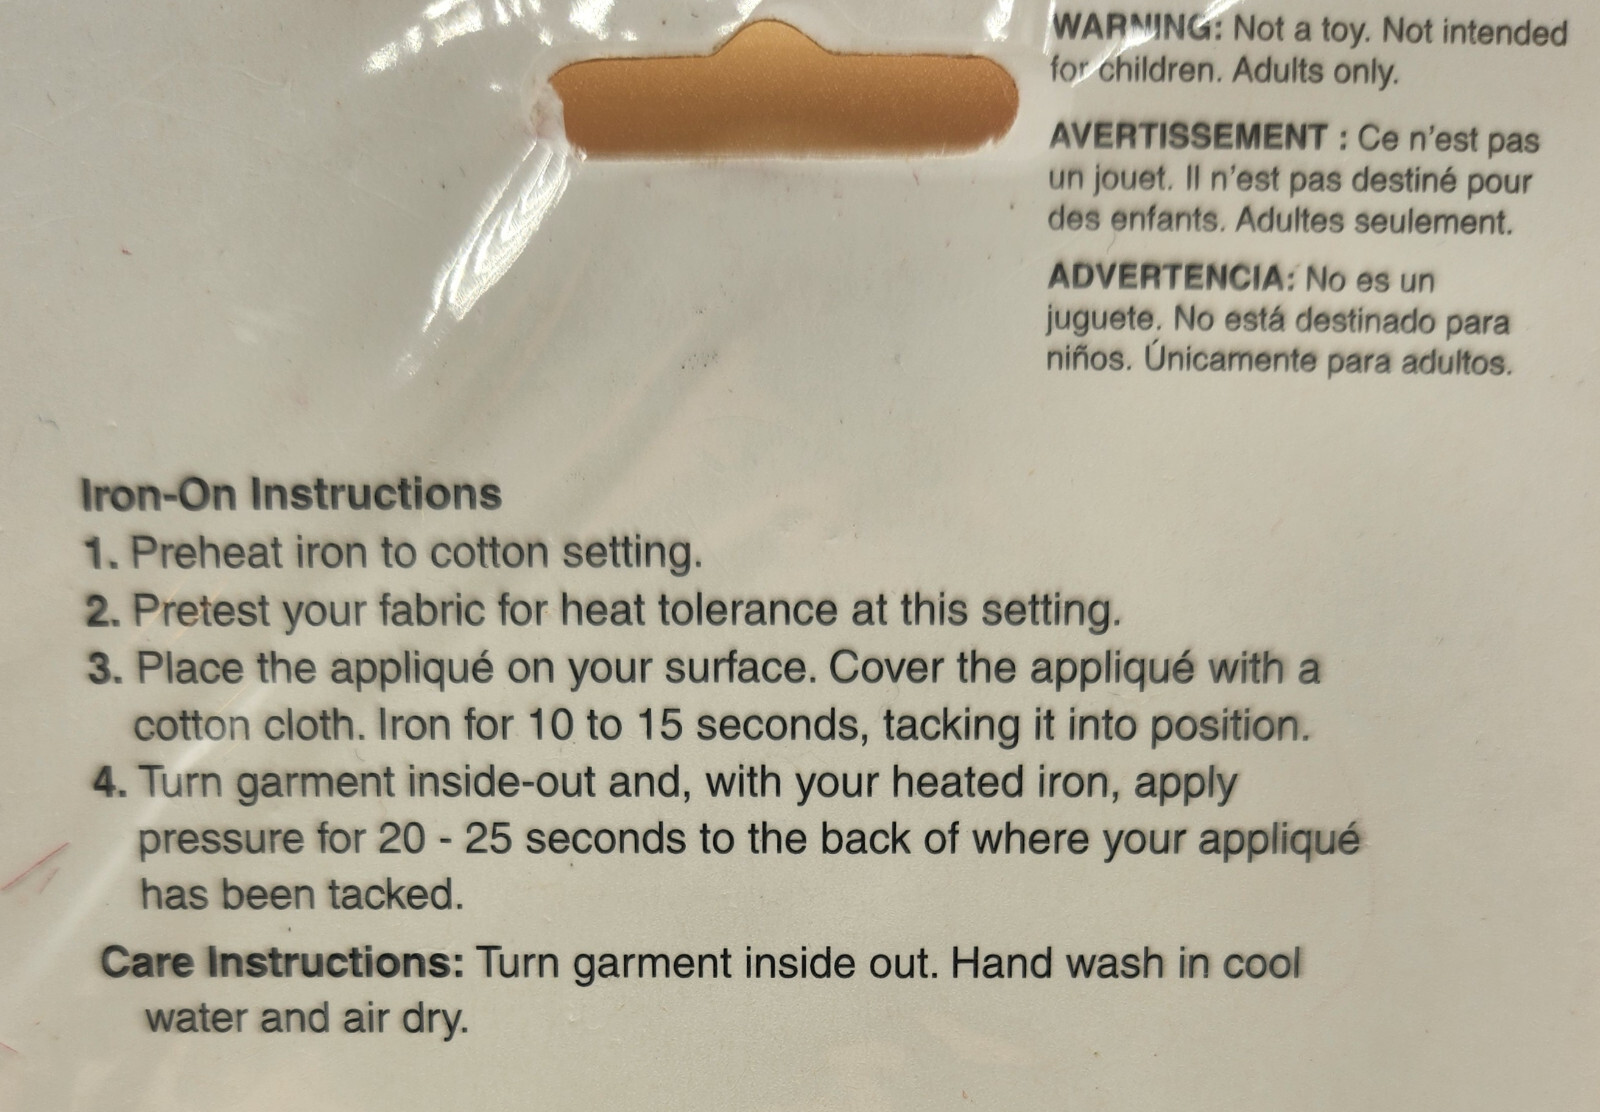 WARNING: Not a toy. Not intended
for children. Adults only.
AVERTISSEMENT : Ce n'est pas
un jouet. Il n'est pas destiné pour
des enfants. Adultes seulement.
ADVERTENCIA: No es un
juguete. No está destinado para
niños. Únicamente para adultos.
Iron-On Instructions
1. Preheat iron to cotton setting.
2. Pretest your fabric for heat tolerance at this setting.
3. Place the appliqué on your surface. Cover the appliqué with a
cotton cloth. Iron for 10 to 15 seconds, tacking it into position.
4. Turn garment inside-out and, with your heated iron, apply
pressure for 20 - 25 seconds to the back of where your appliqué
has been tacked.
Care Instructions: Turn garment inside out. Hand wash in cool
water and air dry.